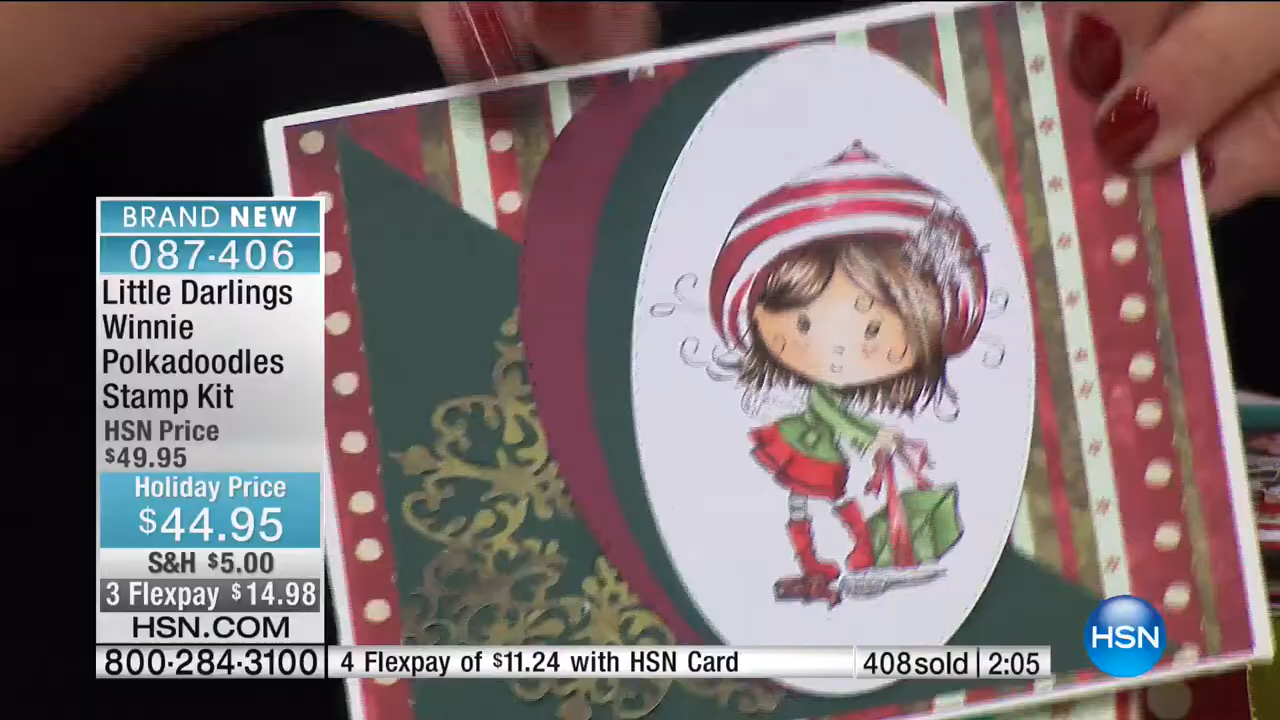 BRAND NEW
087-406
Little Darlings
Winnie
Polkadoodles
Stamp Kit
HSN Price
$49.95
Holiday Price
$44.95
S&H $5.00
3 Flexpay $14.98
HSN.COM
800-284-3100
4 Flexpay of $11.24 with HSN Card
408 sold
2:05
HSN